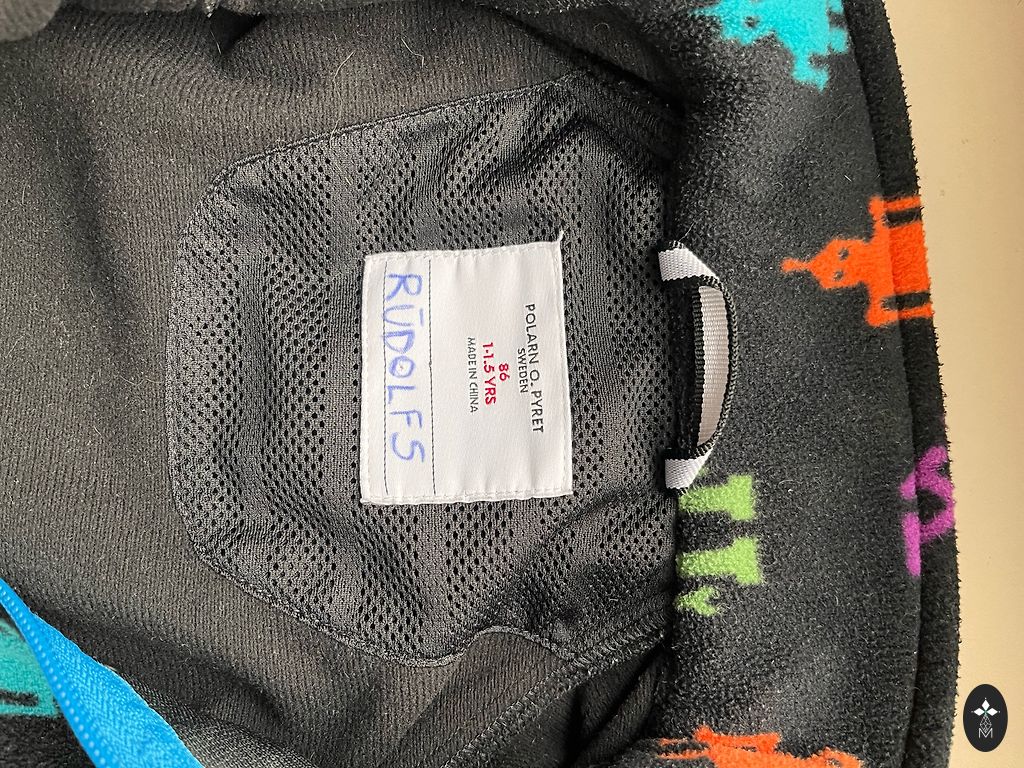 POLARN O. PYRET
SWEDEN
86
1-1.5 YRS
MADE IN CHINA
RŪDOLFS